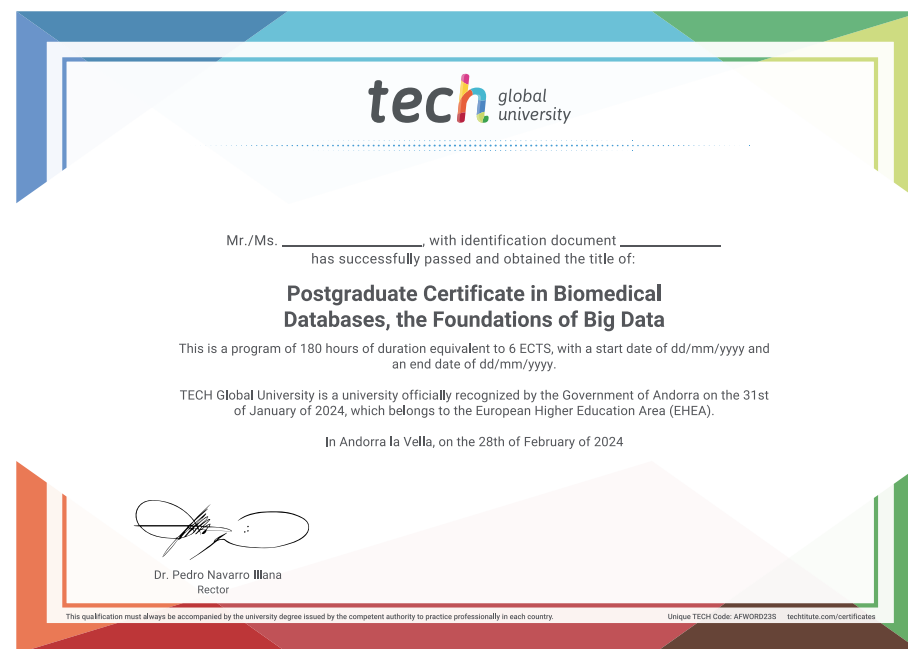 tech global
university
Mr./Ms. ____________, with identification document ____________
has successfully passed and obtained the title of:
Postgraduate Certificate in Biomedical
Databases, the Foundations of Big Data
This is a program of 180 hours of duration equivalent to 6 ECTS, with a start date of dd/mm/yyyy and
an end date of dd/mm/yyyy.
TECH Global University is a university officially recognized by the Government of Andorra on the 31st
of January of 2024, which belongs to the European Higher Education Area (EHEA).
In Andorra la Vella, on the 28th of February of 2024
Dr. Pedro Navarro Illana
Rector
This qualification must always be accompanied by the university degree issued by the competent authority to practice professionally in each country.
Unique TECH Code: AFWORD23S techtitute.com/certificates